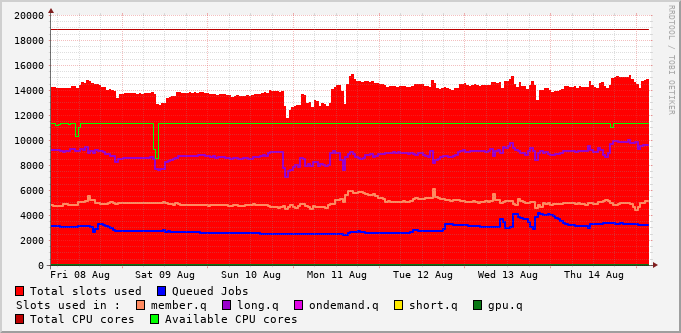 20000
18000
16000
14000
12000
10000
8000
6000
4000
2000
0
Fri 08 Aug Sat 09 Aug Sun 10 Aug Mon 11 Aug Tue 12 Aug Wed 13 Aug Thu 14 Aug
Total slots used Queued Jobs
Slots used in : member.q long.q ondemand.q short.q gpu.q
Total CPU cores Available CPU cores
RRDTOOL / TOBI OETIKER